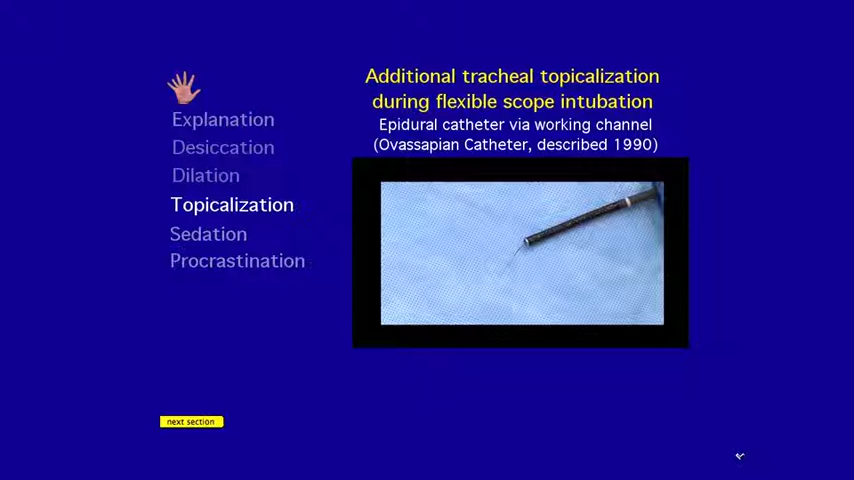 Explanation
Desiccation
Dilation
Topicalization
Sedation
Procrastination
Additional tracheal topicalization
during flexible scope intubation
Epidural catheter via working channel
(Ovassapian Catheter, described 1990)
next section